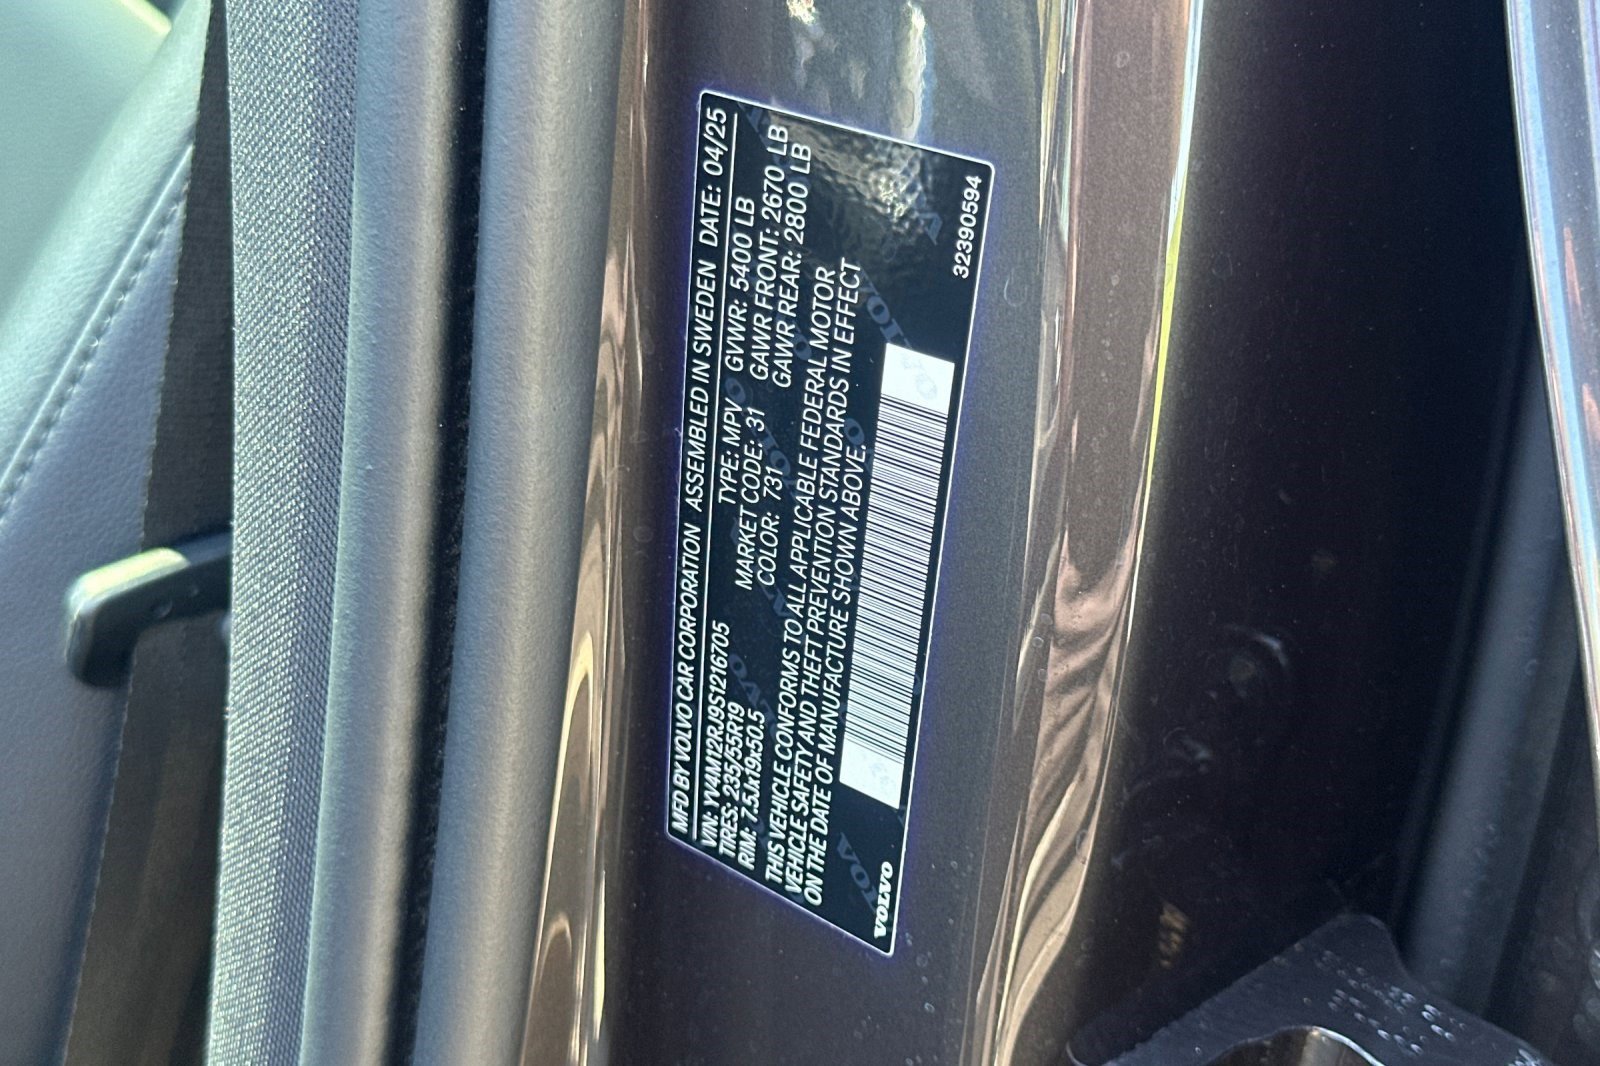 MFD BY VOLVO CAR CORPORATION ASSEMBLED IN SWEDEN DATE: 04/25
VIN: YV4M12RJ9S1216705 TYPE: MPV GVWR: 5400 LB
TIRES: 235/55R19 MARKET CODE: 31 GAWR FRONT: 2670 LB
RIM: 7.5Jx19x50.5 COLOR: 731 GAWR REAR: 2800 LB
THIS VEHICLE CONFORMS TO ALL APPLICABLE FEDERAL MOTOR
VEHICLE SAFETY AND THEFT PREVENTION STANDARDS IN EFFECT
ON THE DATE OF MANUFACTURE SHOWN ABOVE.
VOLVO
32390594